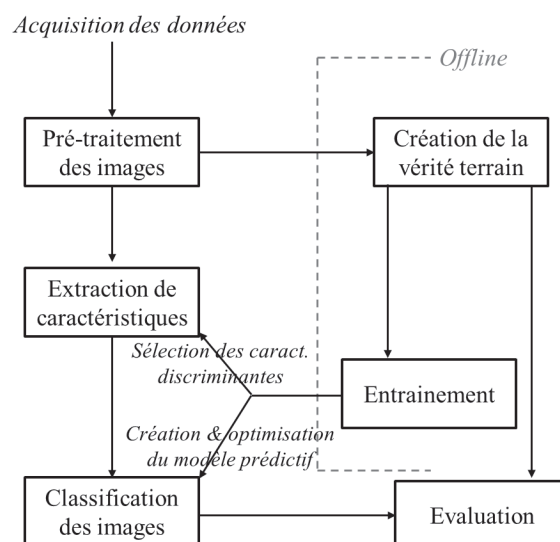 Acquisition des données
Offline
Pré-traitement
des images
Création de la
vérité terrain
Extraction de
caractéristiques
Sélection des caract.
discriminantes
Entrainement
Création & optimisation
du modèle prédictif
Classification
des images
Evaluation